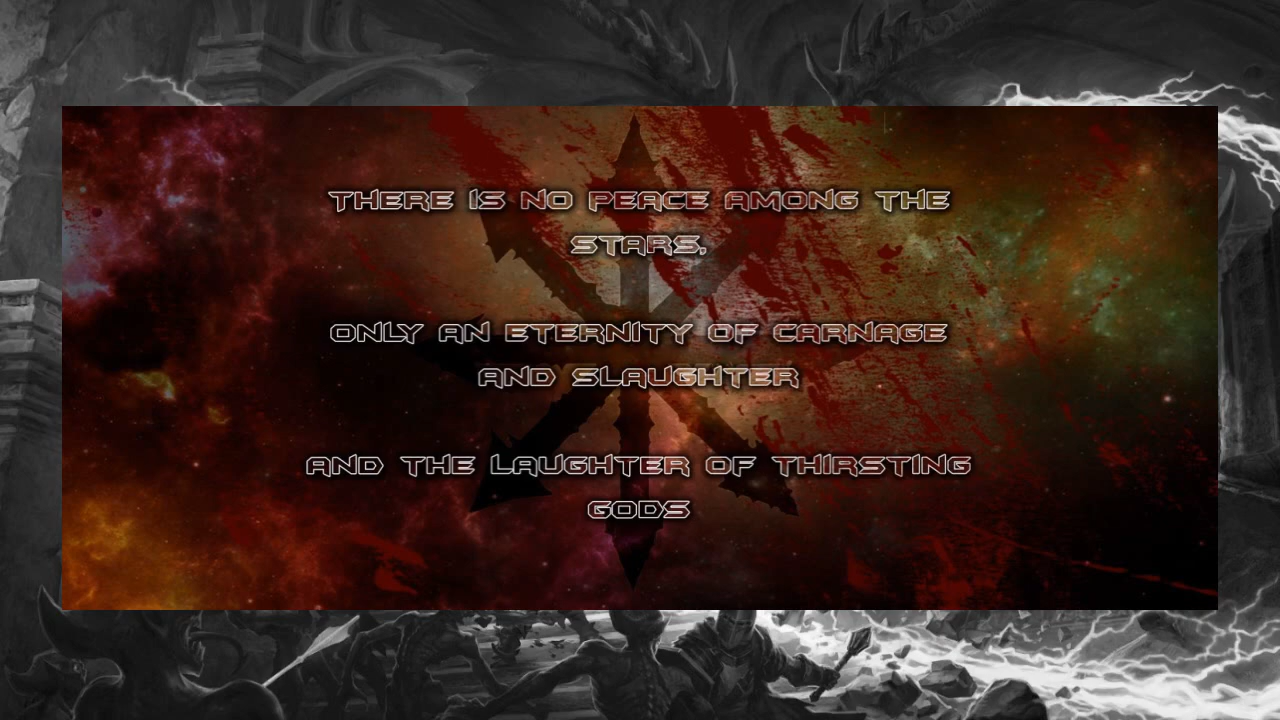 THERE IS NO PEACE AMONG THE
STARS,
ONLY AN ETERNITY OF CARNAGE
AND SLAUGHTER
AND THE LAUGHTER OF THIRSTING
GODS